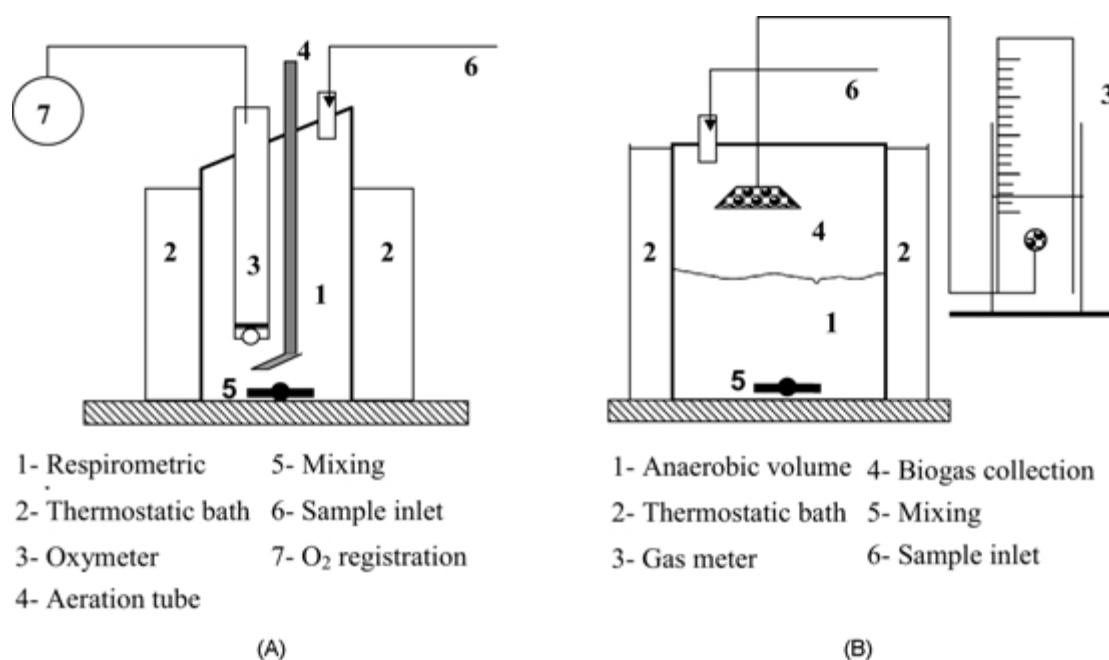 4
6
7
2
3
2
1
5
6
3
4
2
2
1
5
1- Respirometric
2- Thermostatic bath
3- Oxymeter
4- Aeration tube
5- Mixing
6- Sample inlet
7- O₂ registration
(A)
1- Anaerobic volume
2- Thermostatic bath
3- Gas meter
4- Biogas collection
5- Mixing
6- Sample inlet
(B)